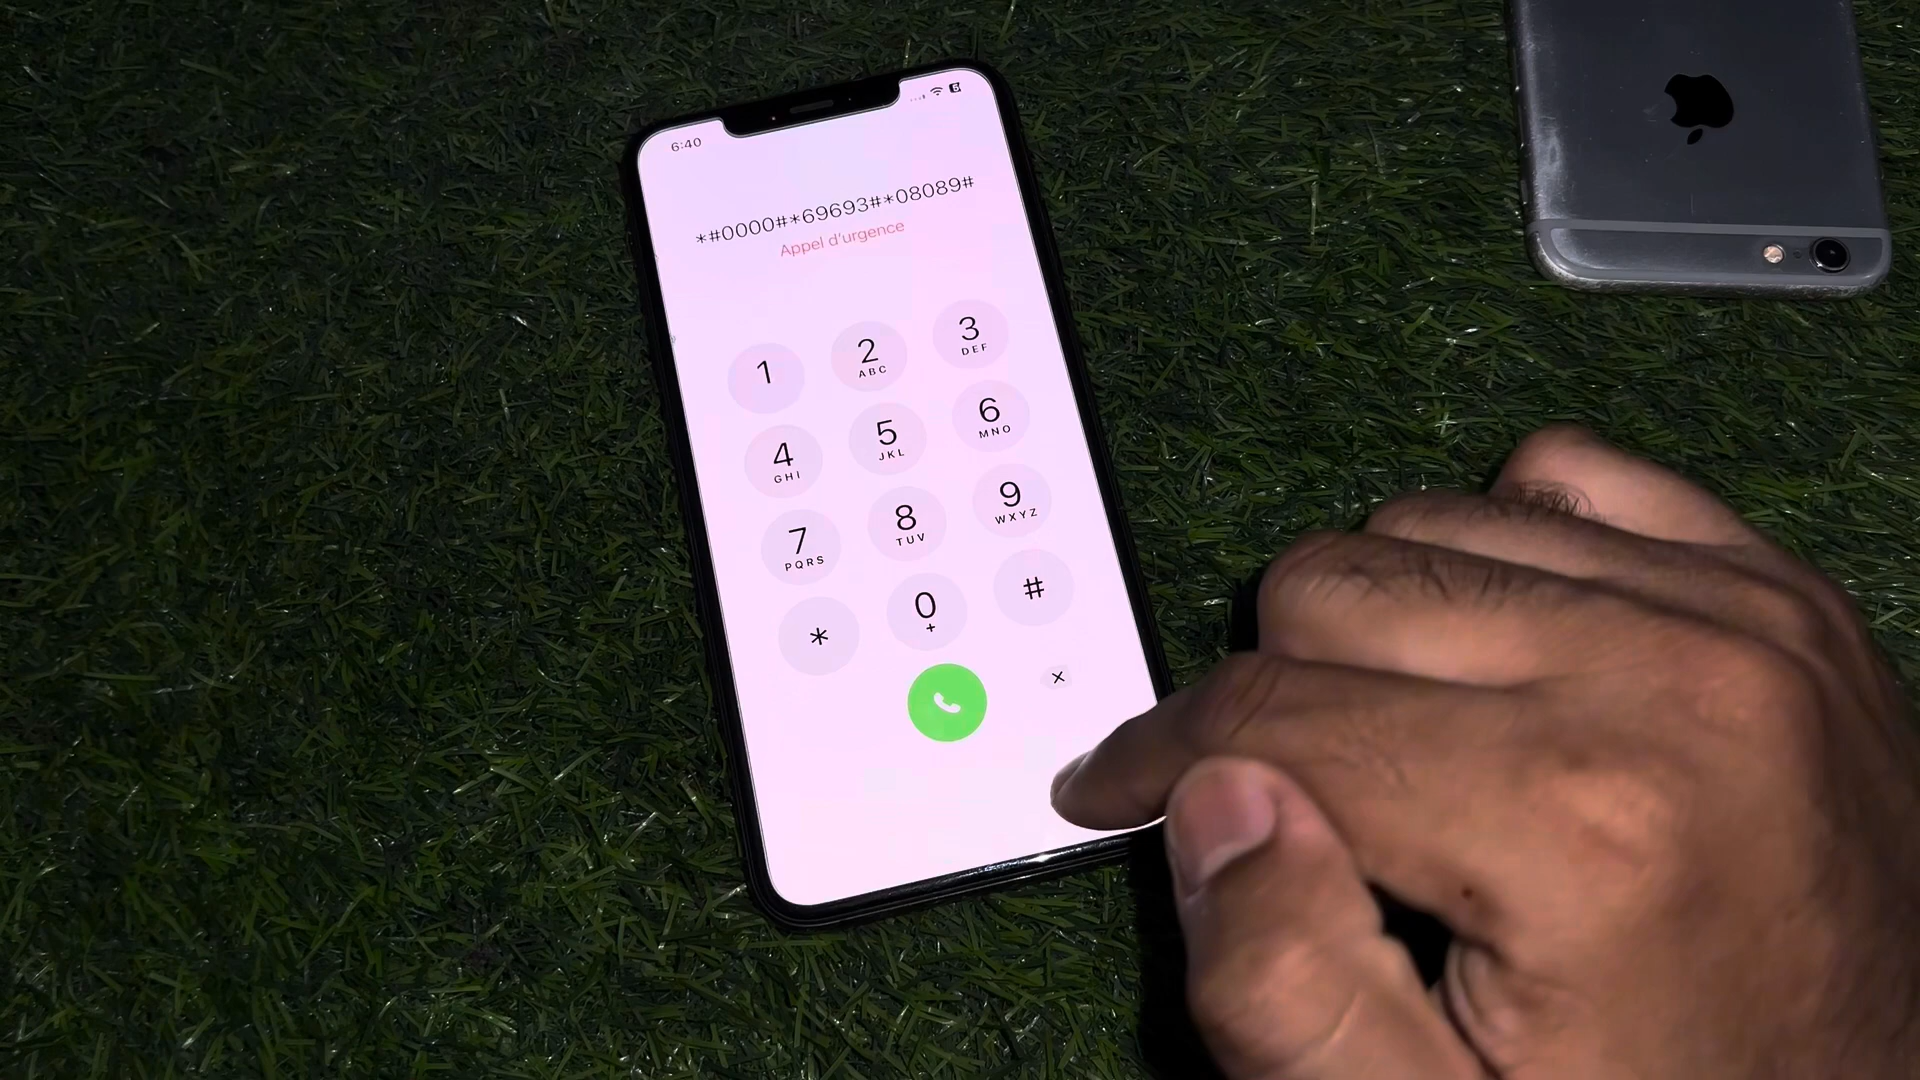 6:40
*#0000#*69693#*08089#
Appel d'urgence
1
2
ABC
3
DEF
4
GHI
5
JKL
6
MNO
7
PQRS
8
TUV
9
WXYZ
*
0
+
#